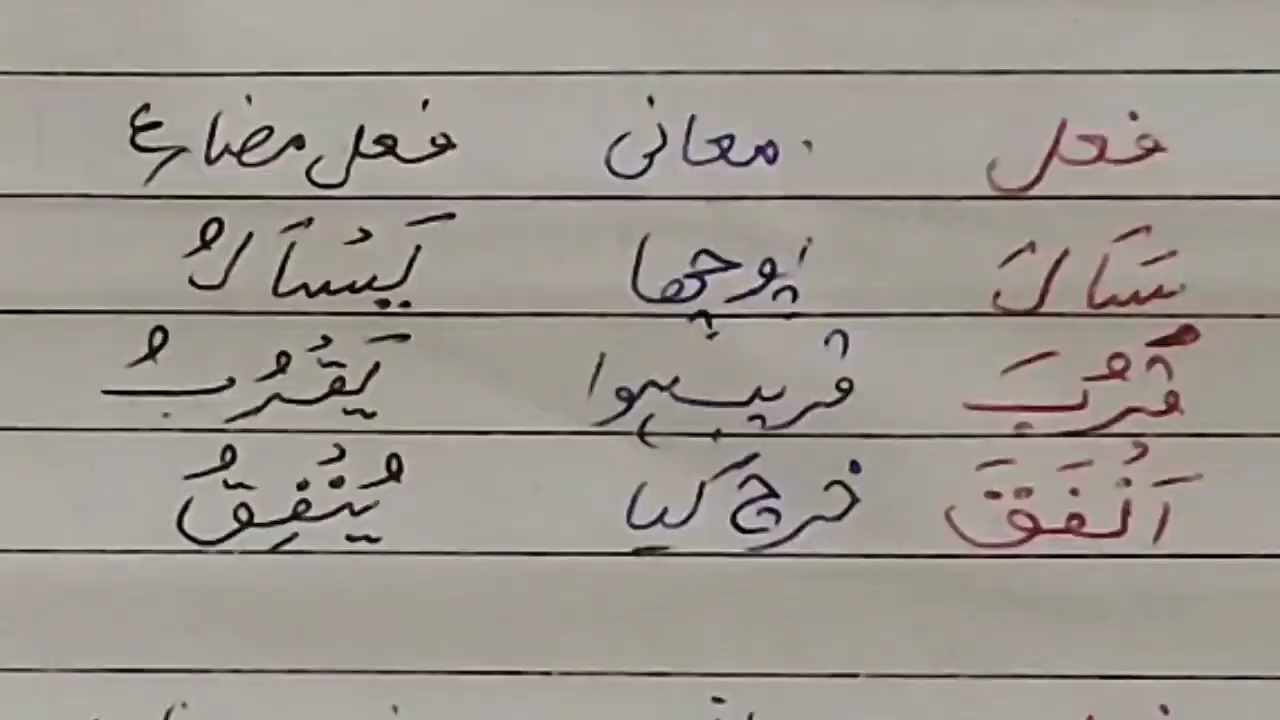 فعل معانی فعل مضارع
سَاَلَ پوچھا یَسْاَلُ
قَرُبَ قریب ہوا یَقْرُبُ
اَنْفَقَ خرچ کیا یُنْفِقُ